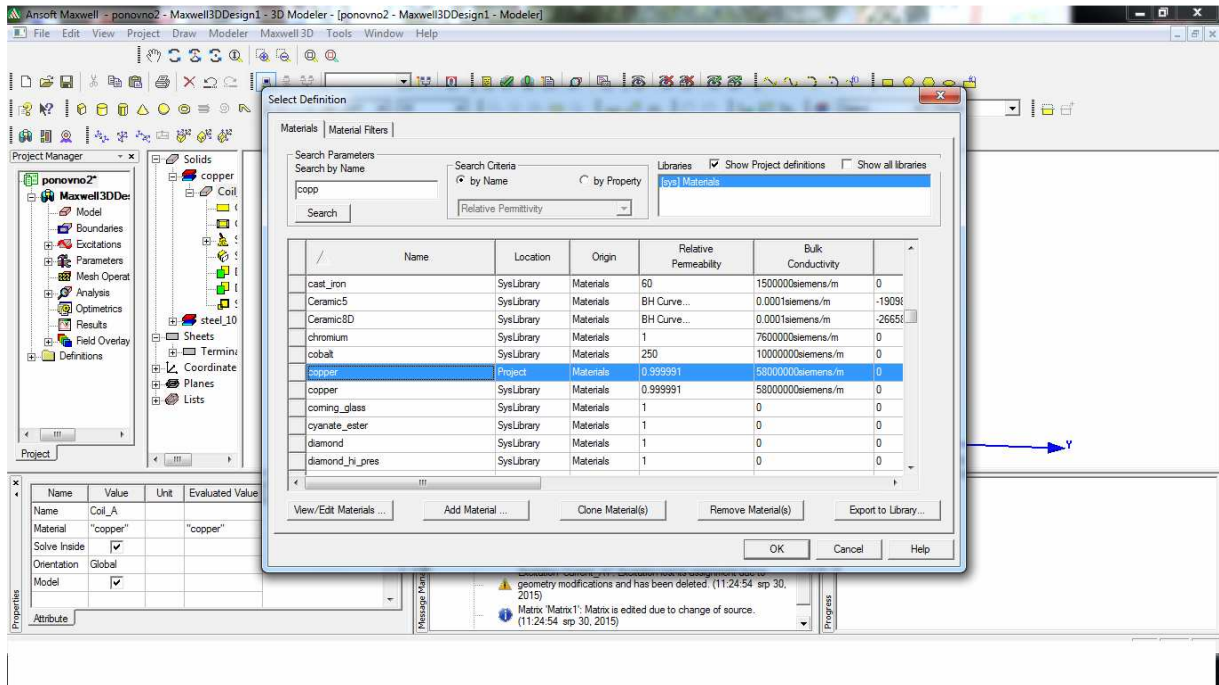 Ansoft Maxwell - ponovno2 - Maxwell3DDesign1 - 3D Modeler - [ponovno2 - Maxwell3DDesign1 - Modeler]
File Edit View Project Draw Modeler Maxwell 3D Tools Window Help
Project Manager
ponovno2*
Maxwell3DDe
Model
Boundaries
Excitations
Parameters
Mesh Operat
Analysis
Optimetrics
Results
Field Overlay
Definitions
Project
Solids
copper
Coil
steel_10
Sheets
Termina
Coordinate
Planes
Lists
Select Definition
Materials Material Filters
Search Parameters
Search by Name
copp
Search
Search Criteria
by Name by Property
Relative Permittivity
Libraries Show Project definitions Show all libraries
[sys] Materials
/ Name Location Origin Relative Permeability Bulk Conductivity
cast_iron SysLibrary Materials 60 1500000siemens/m 0
Ceramic5 SysLibrary Materials BH Curve... 0.0001siemens/m -19098
Ceramic8D SysLibrary Materials BH Curve... 0.0001siemens/m -26658
chromium SysLibrary Materials 1 7600000siemens/m 0
cobalt SysLibrary Materials 250 10000000siemens/m 0
copper Project Materials 0.999991 58000000siemens/m 0
copper SysLibrary Materials 0.999991 58000000siemens/m 0
corning_glass SysLibrary Materials 1 0 0
cyanate_ester SysLibrary Materials 1 0 0
diamond SysLibrary Materials 1 0 0
diamond_hi_pres SysLibrary Materials 1 0 0
View/Edit Materials ... Add Material ... Clone Material(s) Remove Material(s) Export to Library...
OK Cancel Help
Y
Name Value Unit Evaluated Value
Name Coil_A
Material "copper" "copper"
Solve Inside
Orientation Global
Model
Attribute
Properties
geometry modifications and has been deleted. (11:24:54 srp 30,
2015)
Matrix 'Matrix1': Matrix is edited due to change of source.
(11:24:54 srp 30, 2015)
Progress